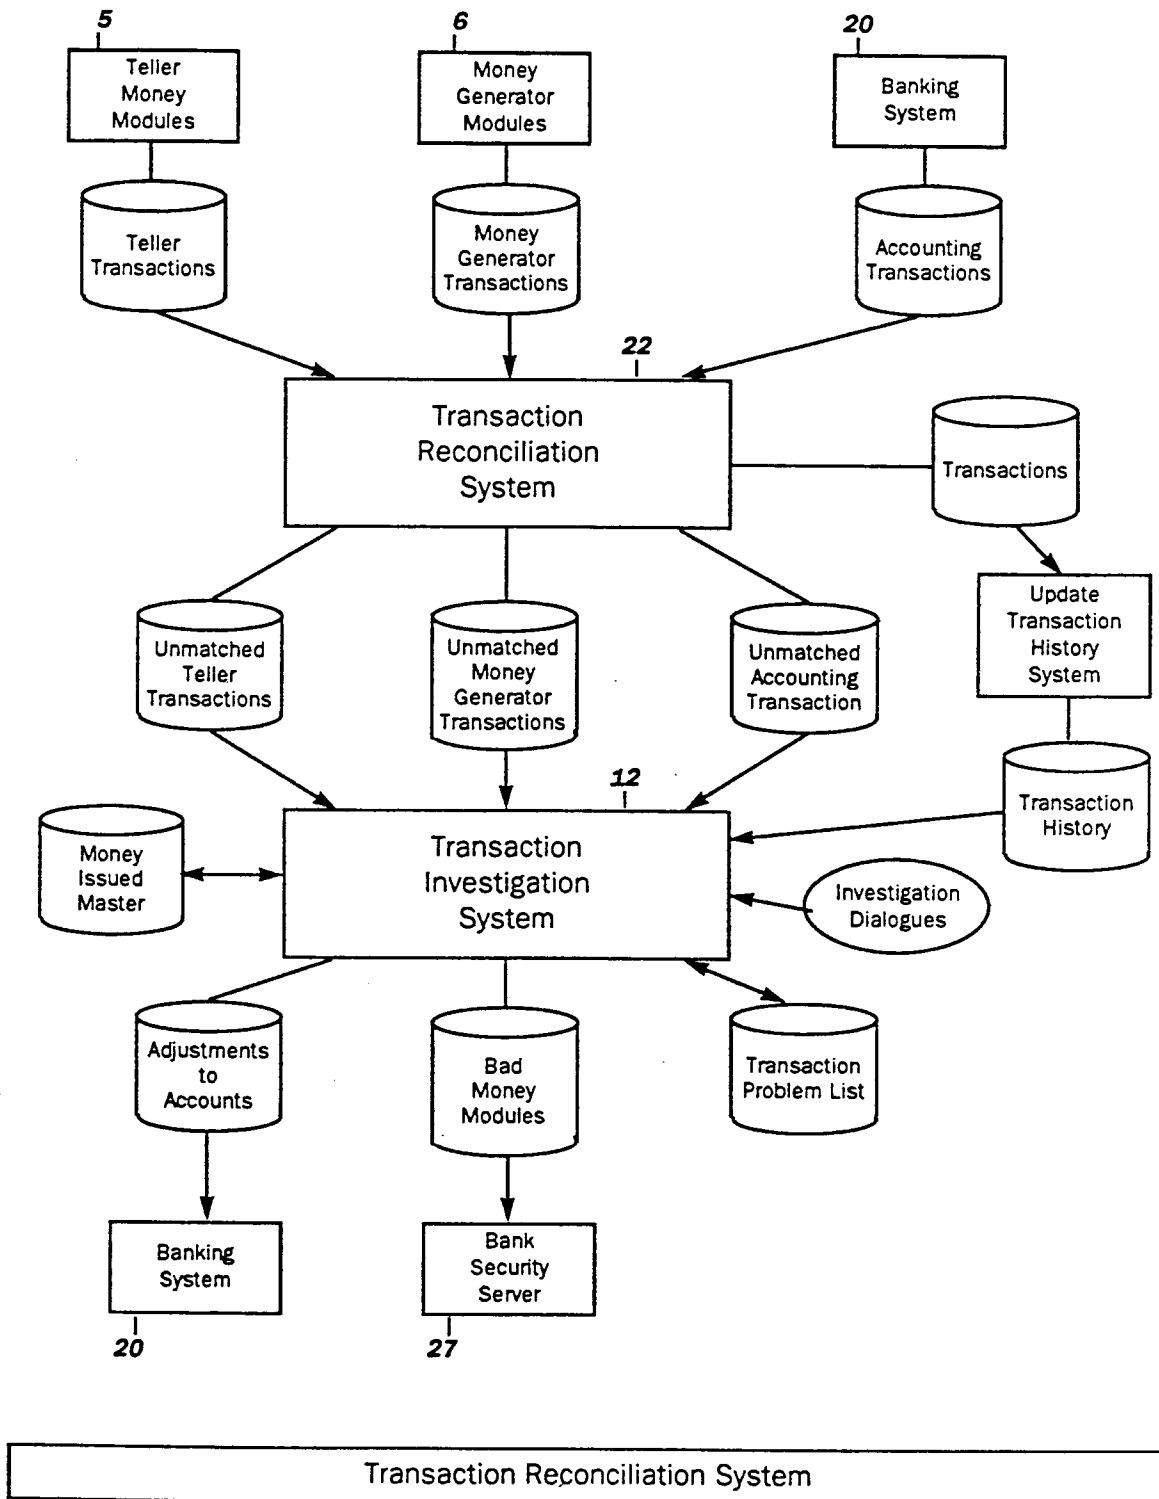 5
6
20
Teller
Money
Modules
Money
Generator
Modules
Banking
System
Teller
Transactions
Money
Generator
Transactions
Accounting
Transactions
22
Transaction
Reconciliation
System
Transactions
Update
Transaction
History
System
Unmatched
Teller
Transactions
Unmatched
Money
Generator
Transactions
Unmatched
Accounting
Transaction
12
Transaction
History
Money
Issued
Master
Transaction
Investigation
System
Investigation
Dialogues
Adjustments
to
Accounts
Bad
Money
Modules
Transaction
Problem List
Banking
System
Bank
Security
Server
20
27
Transaction Reconciliation System